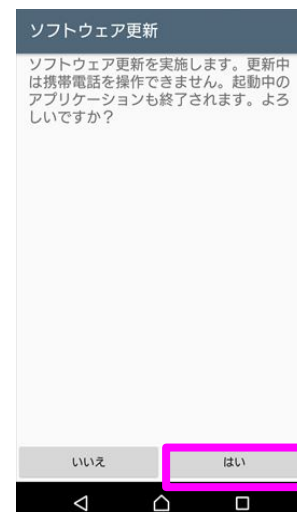 ソフトウェア更新
ソフトウェア更新を実施します。更新中
は携帯電話を操作できません。起動中の
アプリケーションも終了されます。よろ
しいですか？
いいえ
はい